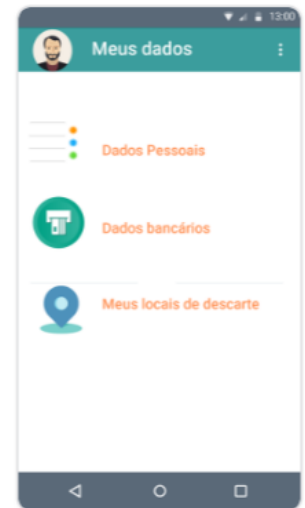 13:00
Meus dados
Dados Pessoais
Dados bancários
Meus locais de descarte